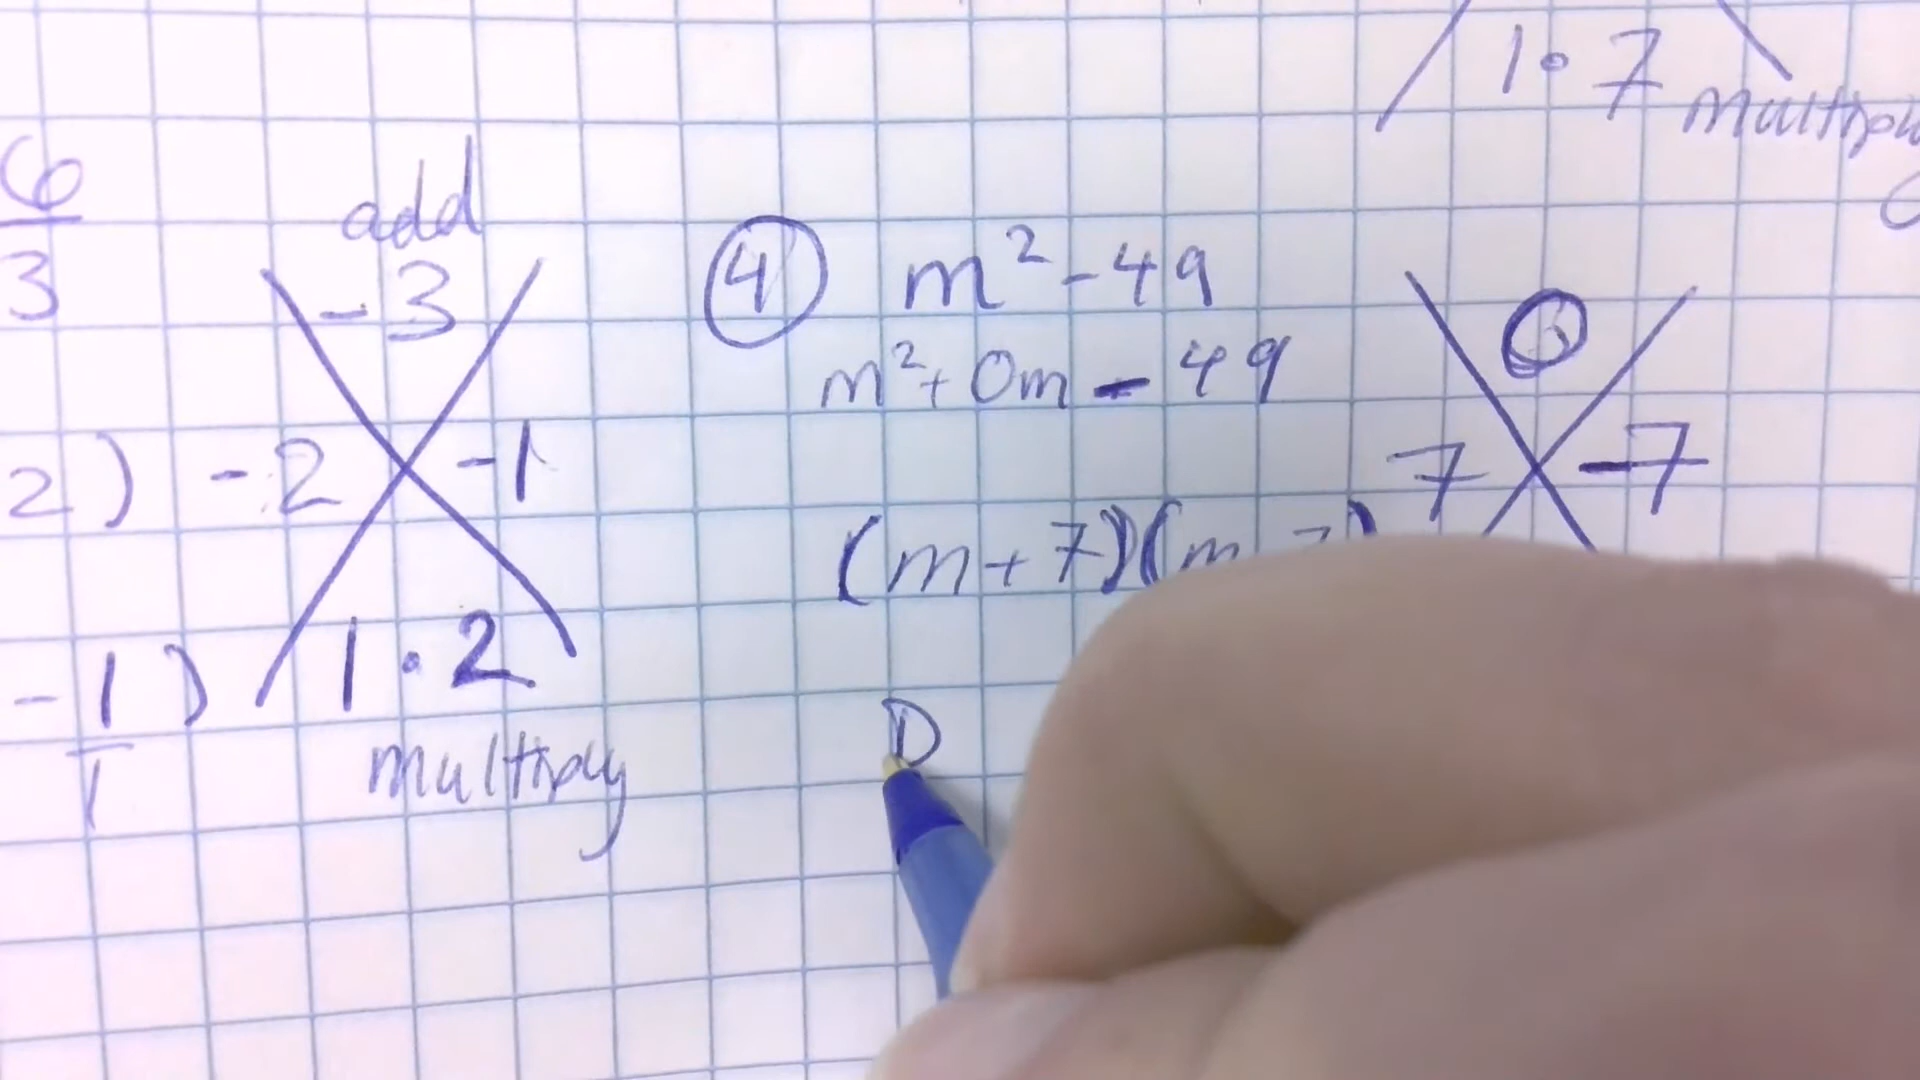 1 · 7
multiply
6
3
add
-3
2) -2 -1
-1) 1 · 2
1
multiply
④ m² - 49
m² + 0m - 49
0
7 -7
(m + 7)(m - 7)
D